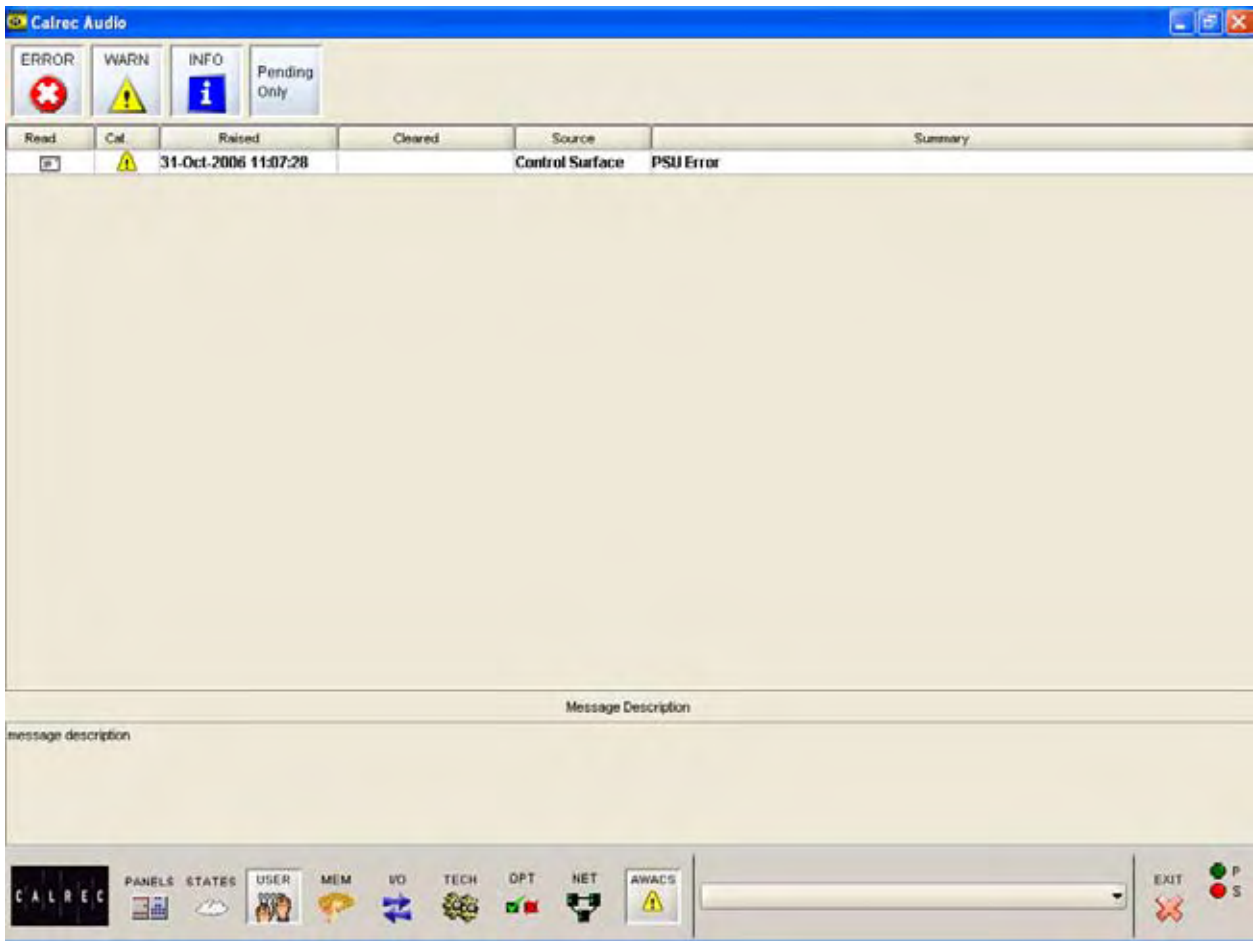 Calrec Audio
ERROR WARN INFO Pending Only
Read Cat. Raised Cleared Source Summary
31-Oct-2006 11:07:28 Control Surface PSU Error
Message Description
message description
CALREC PANELS STATES USER MEM I/O TECH OPT NET AWACS EXIT P
S